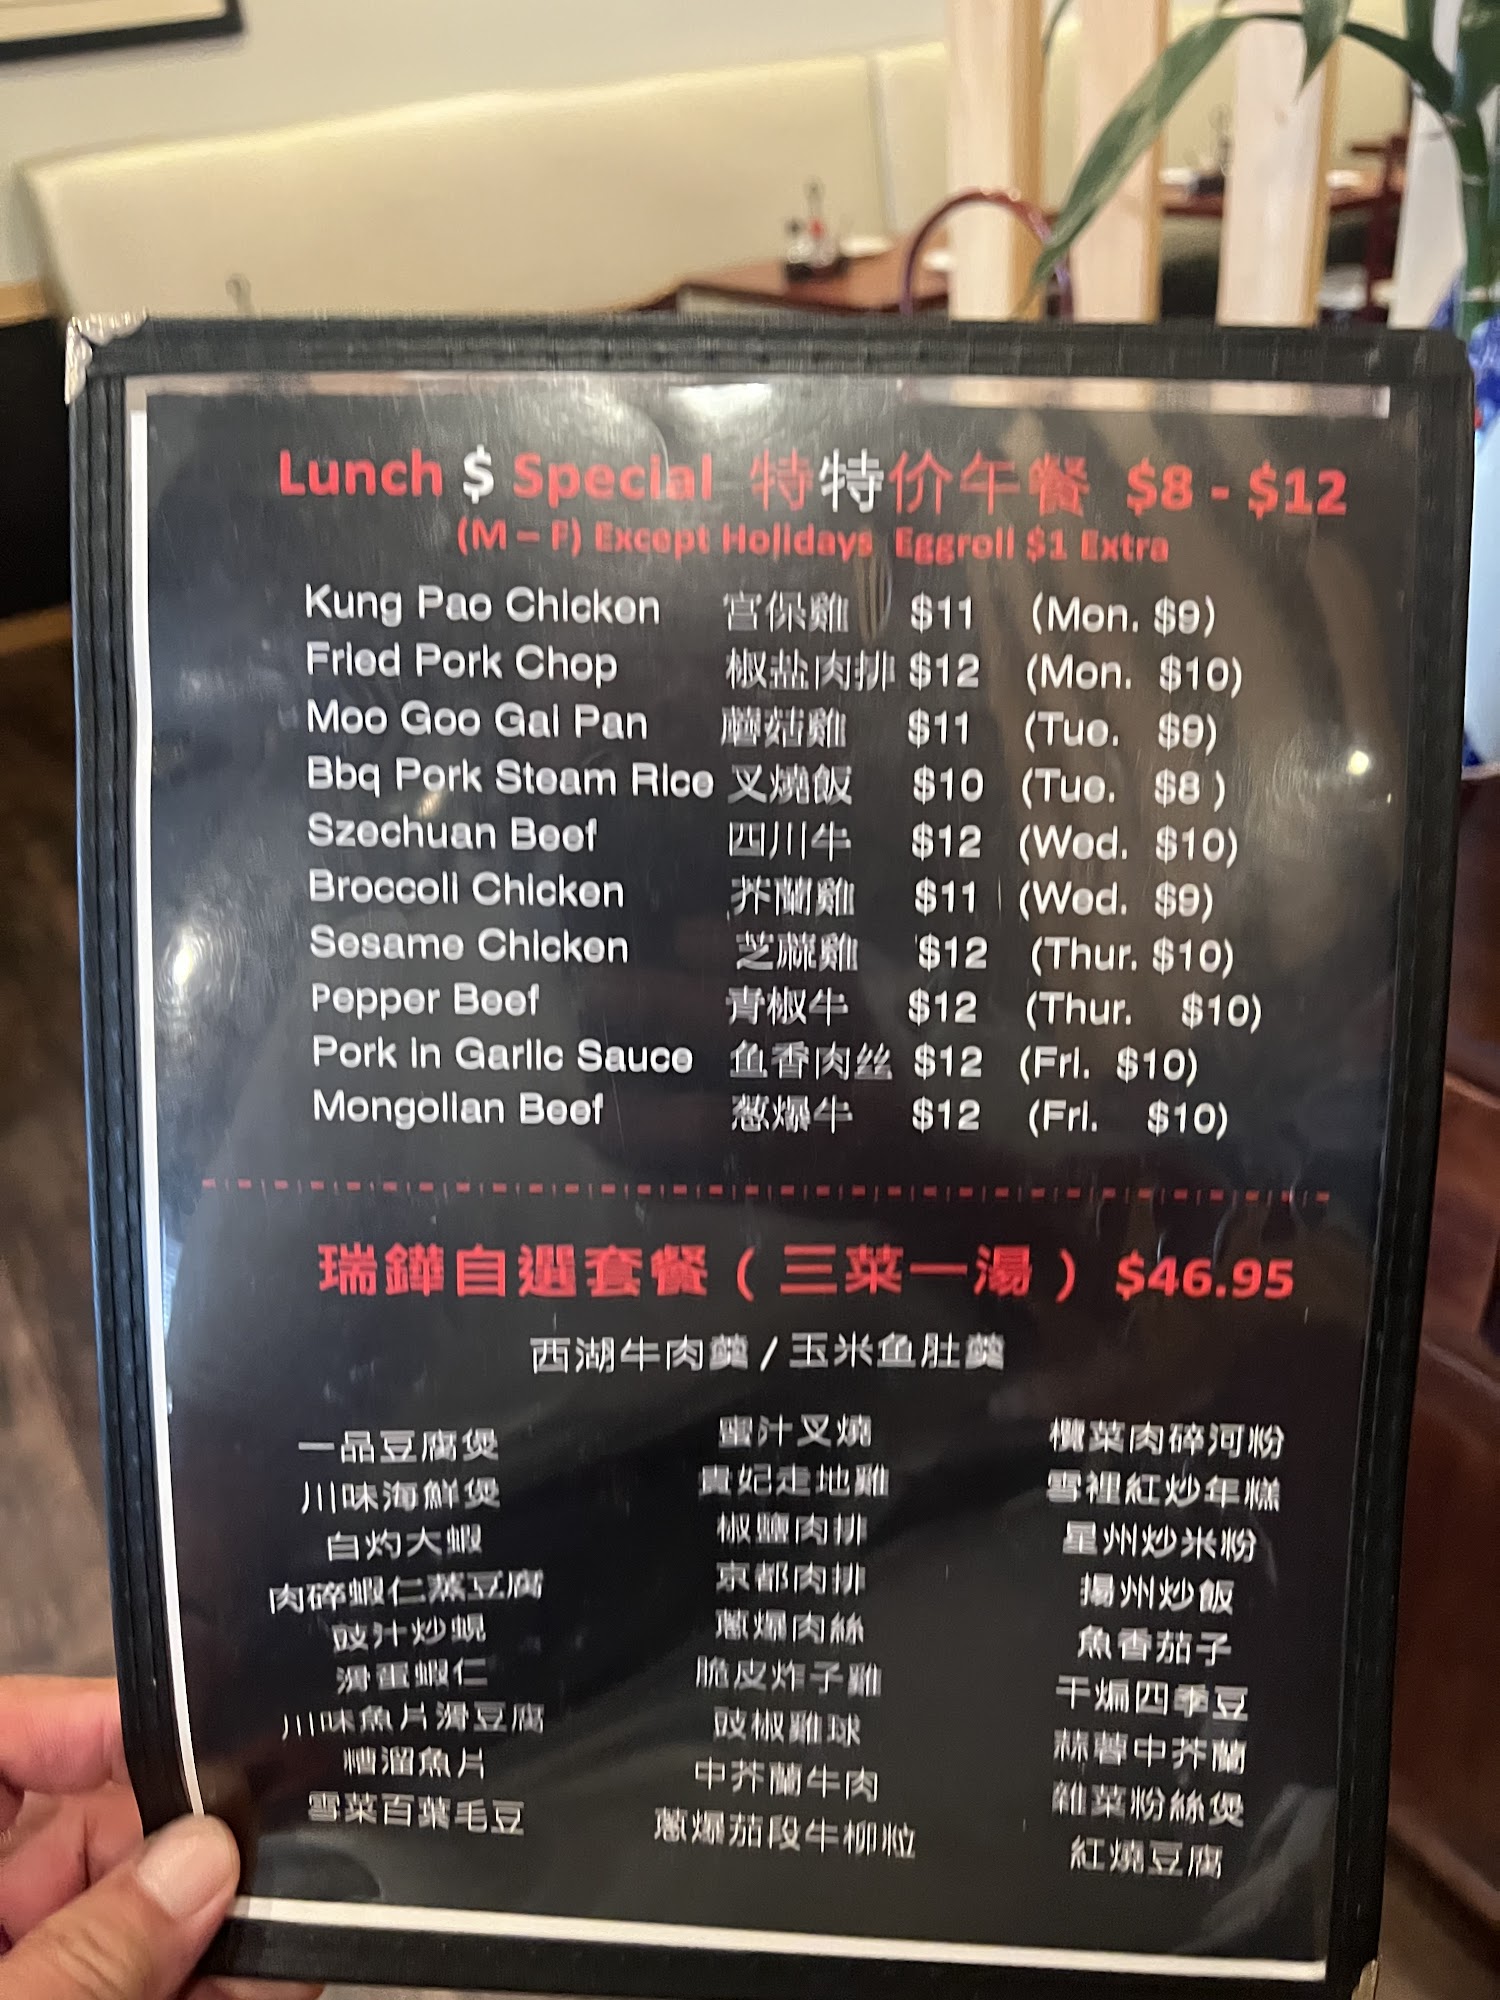 Lunch $ Special 特特价午餐 $8 - $12
(M – F) Except Holidays Eggroll $1 Extra
Kung Pao Chicken 宫保雞 $11 (Mon. $9)
Fried Pork Chop 椒盐肉排 $12 (Mon. $10)
Moo Goo Gai Pan 蘑菇雞 $11 (Tue. $9)
Bbq Pork Steam Rice 叉燒飯 $10 (Tue. $8 )
Szechuan Beef 四川牛 $12 (Wed. $10)
Broccoli Chicken 芥蘭雞 $11 (Wed. $9)
Sesame Chicken 芝蔴雞 $12 (Thur. $10)
Pepper Beef 青椒牛 $12 (Thur. $10)
Pork in Garlic Sauce 鱼香肉丝 $12 (Fri. $10)
Mongolian Beef 葱爆牛 $12 (Fri. $10)
瑞鏵自選套餐 ( 三菜一湯 ) $46.95
西湖牛肉羹 / 玉米鱼肚羹
一品豆腐煲
川味海鮮煲
白灼大蝦
肉碎蝦仁蒸豆腐
豉汁炒蜆
滑蛋蝦仁
川味魚片滑豆腐
糟溜魚片
雪菜百葉毛豆
蜜汁叉燒
貴妃走地雞
椒鹽肉排
京都肉排
蔥爆肉絲
脆皮炸子雞
豉椒雞球
中芥蘭牛肉
蔥爆茄段牛柳粒
欖菜肉碎河粉
雪裡紅炒年糕
星州炒米粉
揚州炒飯
魚香茄子
干煸四季豆
蒜蓉中芥蘭
雜菜粉絲煲
紅燒豆腐